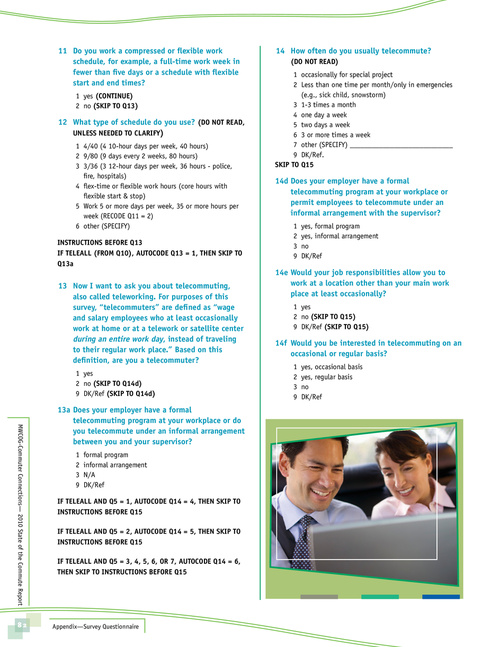 11 Do you work a compressed or flexible work
schedule, for example, a full-time work week in
fewer than five days or a schedule with flexible
start and end times?
1 yes (CONTINUE)
2 no (SKIP TO Q13)
12 What type of schedule do you use? (DO NOT READ,
UNLESS NEEDED TO CLARIFY)
1 4/40 (4 10-hour days per week, 40 hours)
2 9/80 (9 days every 2 weeks, 80 hours)
3 3/36 (3 12-hour days per week, 36 hours - police,
fire, hospitals)
4 flex-time or flexible work hours (core hours with
flexible start & stop)
5 Work 5 or more days per week, 35 or more hours per
week (RECODE Q11 = 2)
6 other (SPECIFY)
INSTRUCTIONS BEFORE Q13
IF TELEALL (FROM Q10), AUTOCODE Q13 = 1, THEN SKIP TO
Q13a
13 Now I want to ask you about telecommuting,
also called teleworking. For purposes of this
survey, "telecommuters" are defined as "wage
and salary employees who at least occasionally
work at home or at a telework or satellite center
during an entire work day, instead of traveling
to their regular work place." Based on this
definition, are you a telecommuter?
1 yes
2 no (SKIP TO Q14d)
9 DK/Ref (SKIP TO Q14d)
13a Does your employer have a formal
telecommuting program at your workplace or do
you telecommute under an informal arrangement
between you and your supervisor?
1 formal program
2 informal arrangement
3 N/A
9 DK/Ref
IF TELEALL AND Q5 = 1, AUTOCODE Q14 = 4, THEN SKIP TO
INSTRUCTIONS BEFORE Q15
IF TELEALL AND Q5 = 2, AUTOCODE Q14 = 5, THEN SKIP TO
INSTRUCTIONS BEFORE Q15
IF TELEALL AND Q5 = 3, 4, 5, 6, OR 7, AUTOCODE Q14 = 6,
THEN SKIP TO INSTRUCTIONS BEFORE Q15
14 How often do you usually telecommute?
(DO NOT READ)
1 occasionally for special project
2 Less than one time per month/only in emergencies
(e.g., sick child, snowstorm)
3 1-3 times a month
4 one day a week
5 two days a week
6 3 or more times a week
7 other (SPECIFY)
9 DK/Ref.
SKIP TO Q15
14d Does your employer have a formal
telecommuting program at your workplace or
permit employees to telecommute under an
informal arrangement with the supervisor?
1 yes, formal program
2 yes, informal arrangement
3 no
9 DK/Ref
14e Would your job responsibilities allow you to
work at a location other than your main work
place at least occasionally?
1 yes
2 no (SKIP TO Q15)
9 DK/Ref (SKIP TO Q15)
14f Would you be interested in telecommuting on an
occasional or regular basis?
1 yes, occasional basis
2 yes, regular basis
3 no
9 DK/Ref
MWCOG-Commuter Connections— 2010 State of the Commute Report
Appendix—Survey Questionnaire